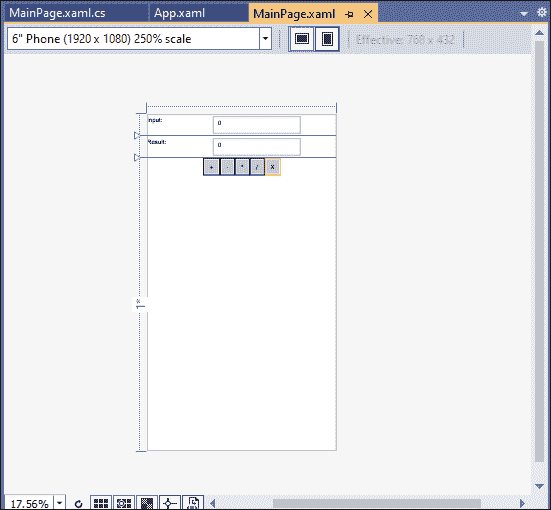 MainPage.xaml.cs App.xaml MainPage.xaml
6" Phone (1920 x 1080) 250% scale Effective: 768 x 432
Input: 0
Result: 0
+ - * / X
17.56%